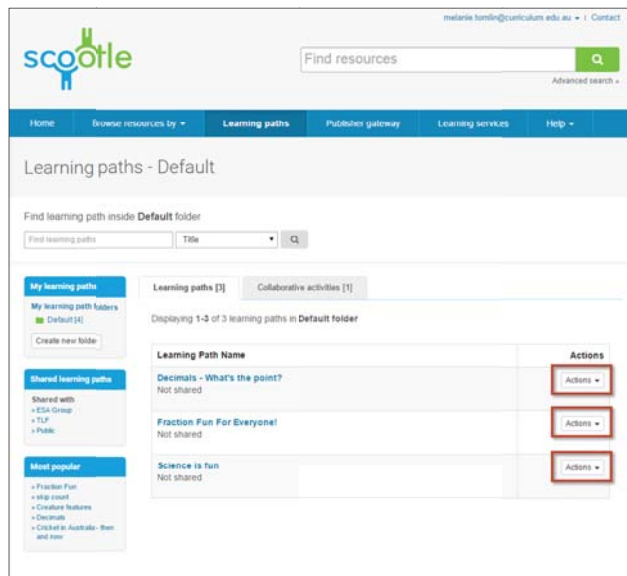 melanie.tomlin@curriculum.edu.au | Contact
scootle
Find resources
Advanced search »
Home Browse resources by Learning paths Publisher gateway Learning services Help
Learning paths - Default
Find learning path inside Default folder
Find learning paths Title
My learning paths
My learning path folders
Default [4]
Create new folde
Shared learning paths
Shared with
» ESA Group
» TLF
» Public
Most popular
» Fraction Fun
» skip count
» Creature features
» Decimals
» Cricket in Australia - then
and now
Learning paths [3] Collaborative activities [1]
Displaying 1-3 of 3 learning paths in Default folder
Learning Path Name Actions
Decimals - What's the point? Actions
Not shared
Fraction Fun For Everyone! Actions
Not shared
Science is fun Actions
Not shared